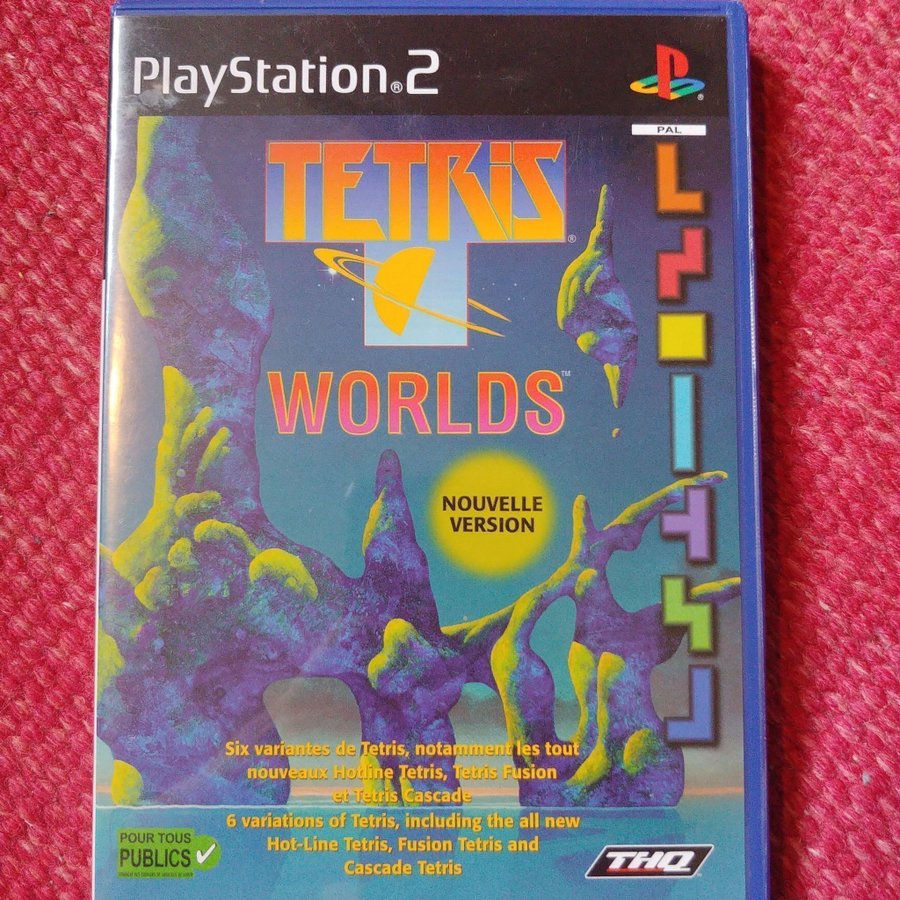 PlayStation®2
PAL
TETRiS®
WORLDS™
NOUVELLE
VERSION
Six variantes de Tetris, notamment les tout
nouveaux Hotline Tetris, Tetris Fusion
et Tetris Cascade
6 variations of Tetris, including the all new
Hot-Line Tetris, Fusion Tetris and
Cascade Tetris
POUR TOUS
PUBLICS
THQ